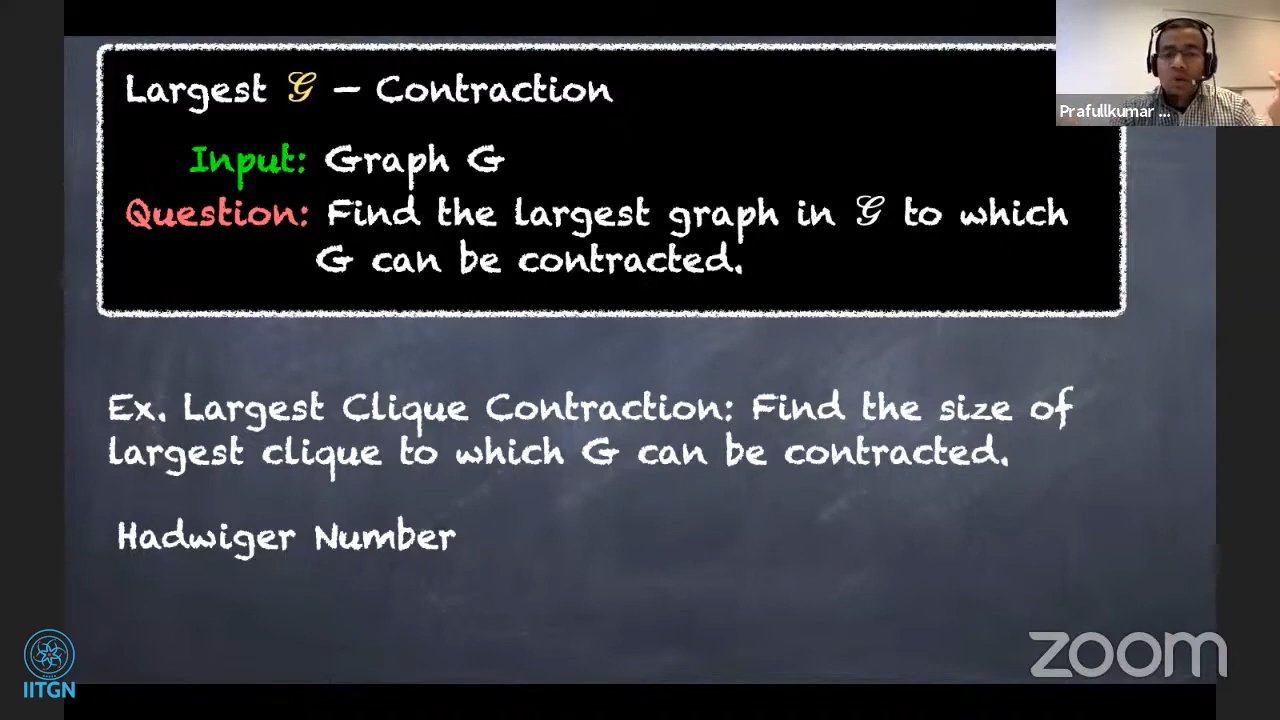 Largest 𝒢 – Contraction
Prafullkumar ...
Input: Graph G
Question: Find the largest graph in 𝒢 to which
G can be contracted.
Ex. Largest Clique Contraction: Find the size of
largest clique to which G can be contracted.
Hadwiger Number
zoom
IITGN